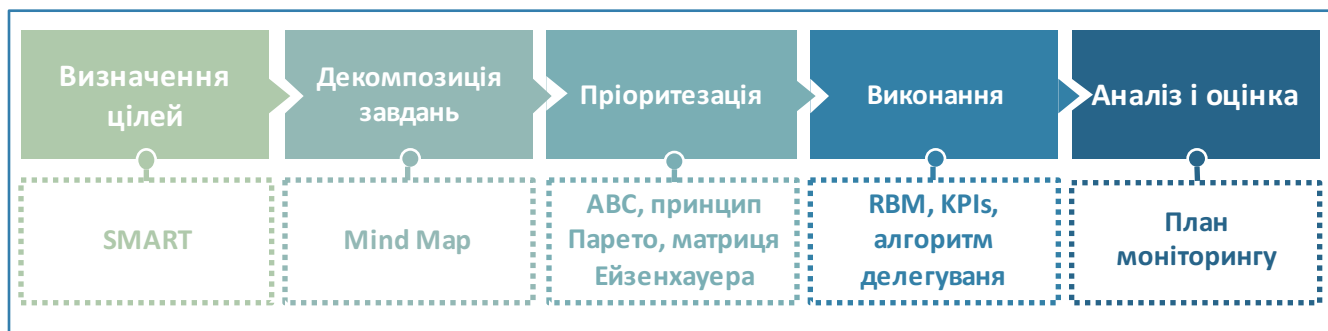 Визначення
цілей
Декомпозиція
завдань
Пріоритезація
Виконання
Аналіз і оцінка
SMART
Mind Map
ABC, принцип
Парето, матриця
Ейзенхауера
RBM, KPIs,
алгоритм
делегуваня
План
моніторингу